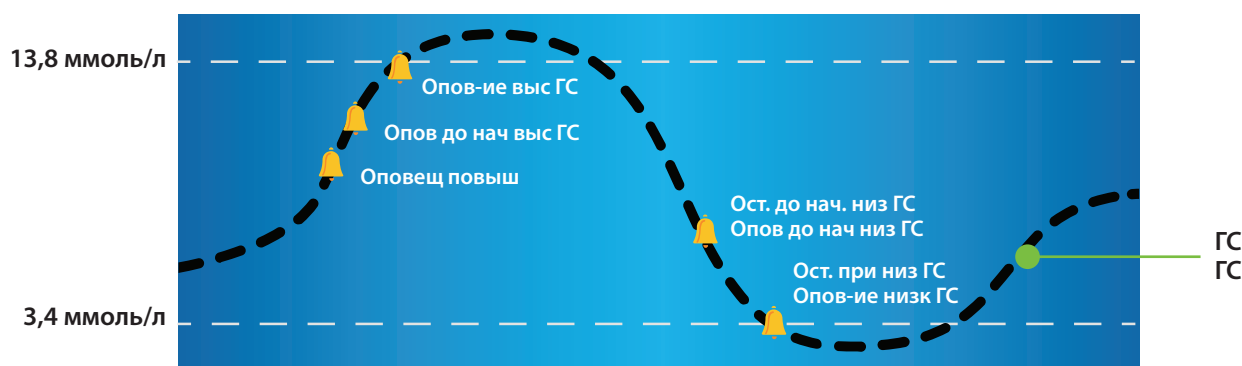 13,8 ммоль/л
Опов-ие выс ГС
Опов до нач выс ГС
Оповещ повыш
Ост. до нач. низ ГС
Опов до нач низ ГС
ГС
ГС
Ост. при низ ГС
Опов-ие низк ГС
3,4 ммоль/л